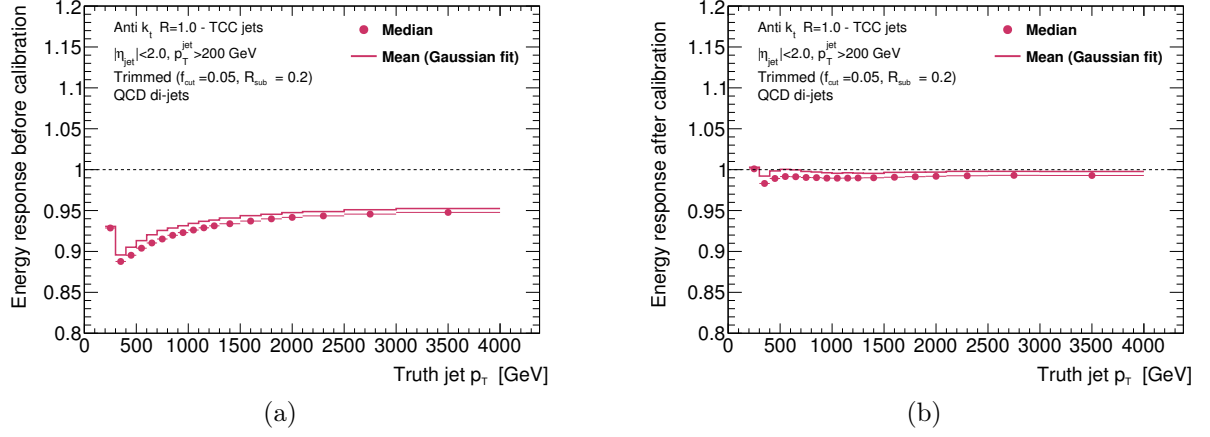 Energy response before calibration
1.2
1.15
1.1
1.05
1
0.95
0.9
0.85
0.8
Anti k_t R=1.0 - TCC jets
|η_jet|<2.0, p_T^jet>200 GeV
Trimmed (f_cut=0.05, R_sub = 0.2)
QCD di-jets
Median
Mean (Gaussian fit)
0 500 1000 1500 2000 2500 3000 3500 4000
Truth jet p_T [GeV]
(a)
Energy response after calibration
1.2
1.15
1.1
1.05
1
0.95
0.9
0.85
0.8
Anti k_t R=1.0 - TCC jets
|η_jet|<2.0, p_T^jet>200 GeV
Trimmed (f_cut=0.05, R_sub = 0.2)
QCD di-jets
Median
Mean (Gaussian fit)
0 500 1000 1500 2000 2500 3000 3500 4000
Truth jet p_T [GeV]
(b)